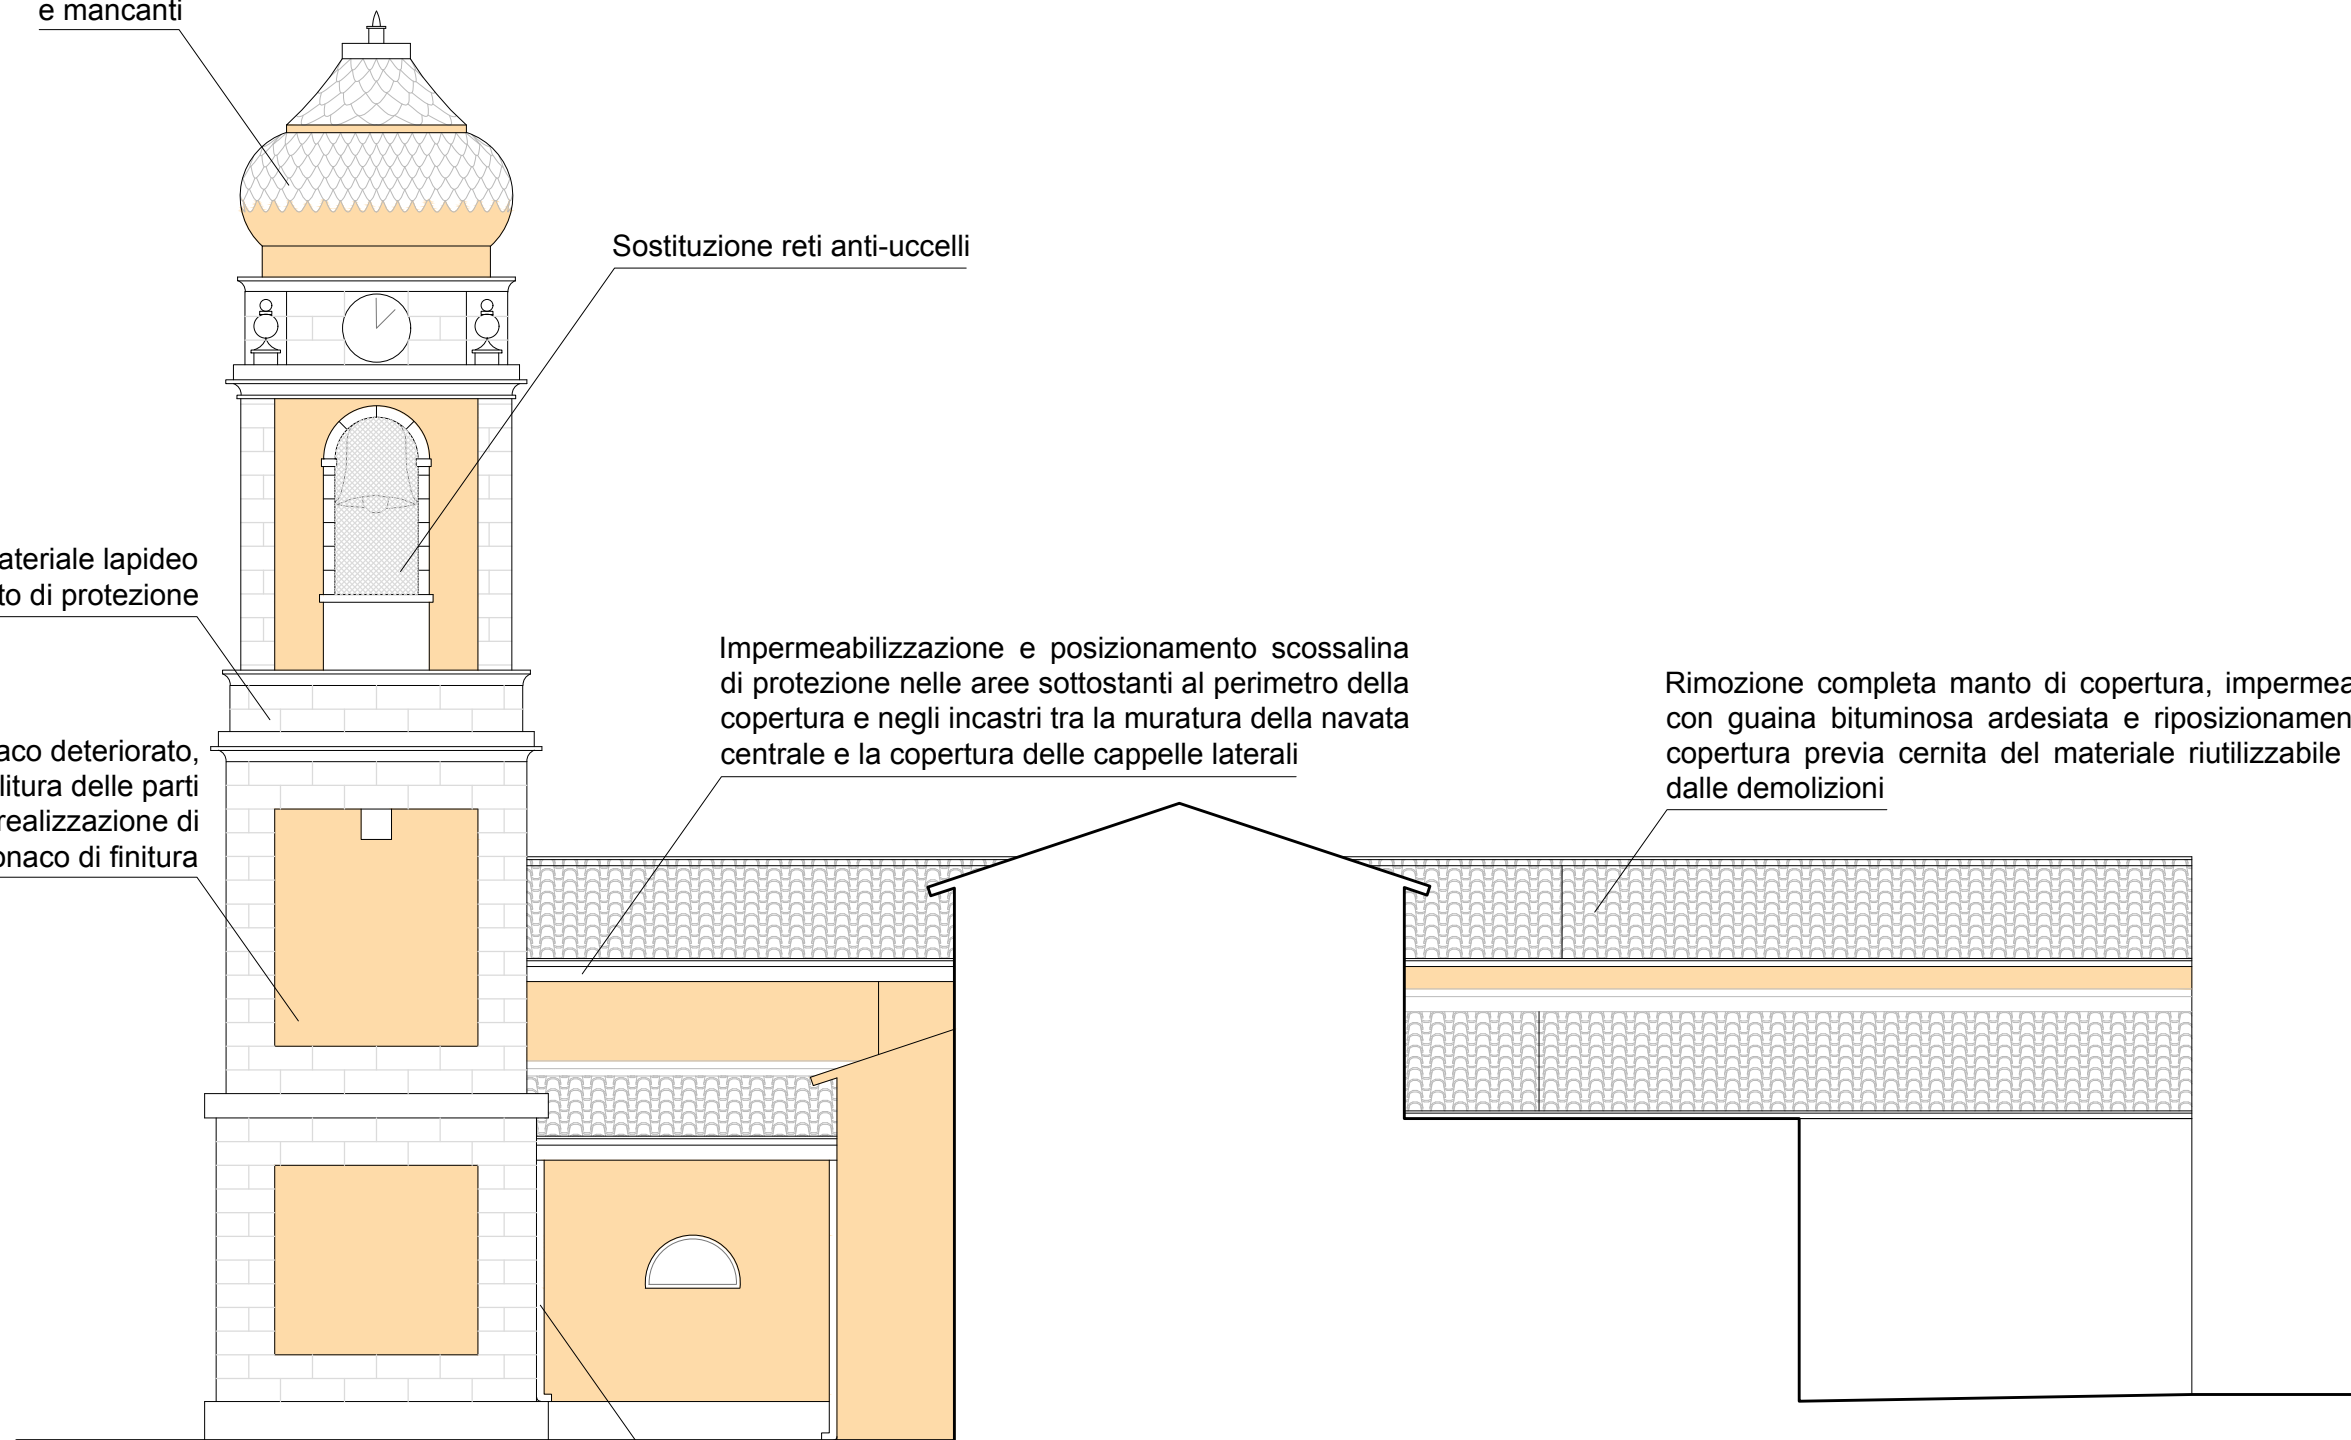 e mancanti
Sostituzione reti anti-uccelli
ateriale lapideo
to di protezione
aco deteriorato,
litura delle parti
realizzazione di
onaco di finitura
Impermeabilizzazione e posizionamento scossalina
di protezione nelle aree sottostanti al perimetro della
copertura e negli incastri tra la muratura della navata
centrale e la copertura delle cappelle laterali
Rimozione completa manto di copertura, impermea
con guaina bituminosa ardesiata e riposizionamen
copertura previa cernita del materiale riutilizzabile
dalle demolizioni